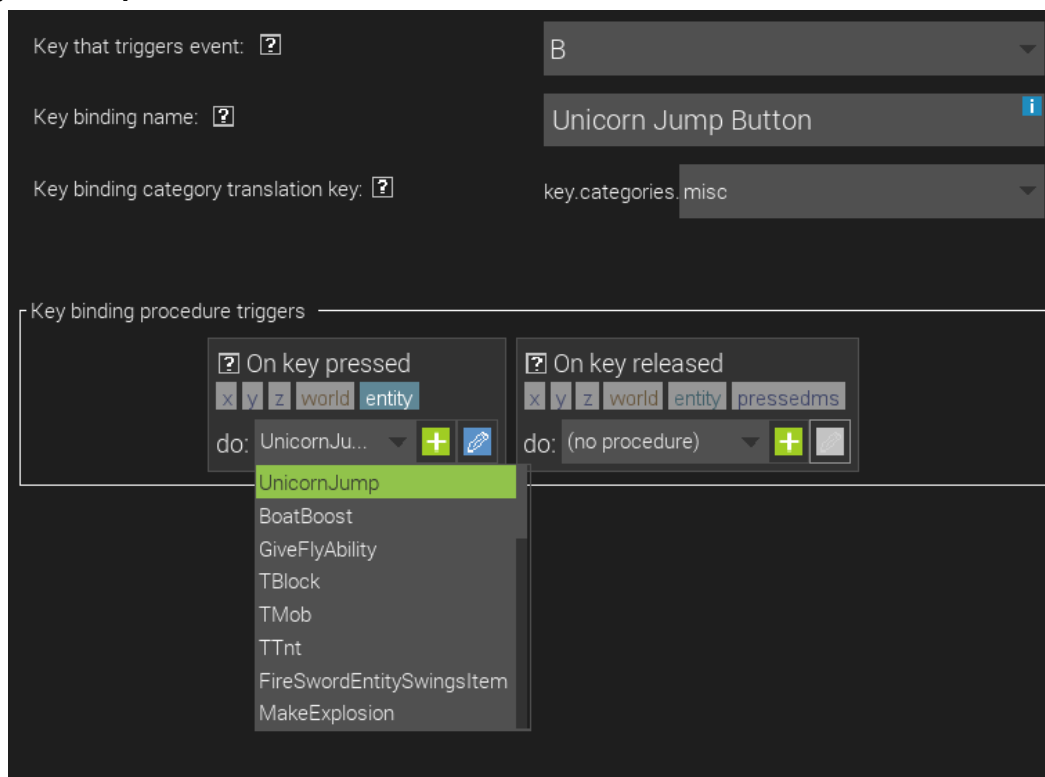 Key that triggers event: ?
B
Key binding name: ?
Unicorn Jump Button
i
Key binding category translation key: ?
key.categories. misc
Key binding procedure triggers
? On key pressed
x y z world entity
do: UnicornJu... +
UnicornJump
BoatBoost
GiveFlyAbility
TBlock
TMob
TTnt
FireSwordEntitySwingsItem
MakeExplosion
? On key released
x y z world entity pressedms
do: (no procedure) +